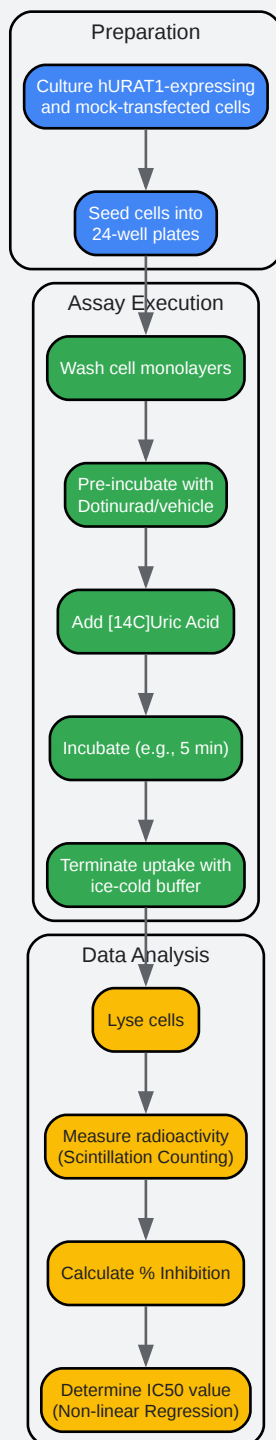 Preparation
Culture hURAT1-expressing
and mock-transfected cells
Seed cells into
24-well plates
Assay Execution
Wash cell monolayers
Pre-incubate with
Dotinurad/vehicle
Add [14C]Uric Acid
Incubate (e.g., 5 min)
Terminate uptake with
ice-cold buffer
Data Analysis
Lyse cells
Measure radioactivity
(Scintillation Counting)
Calculate % Inhibition
Determine IC50 value
(Non-linear Regression)